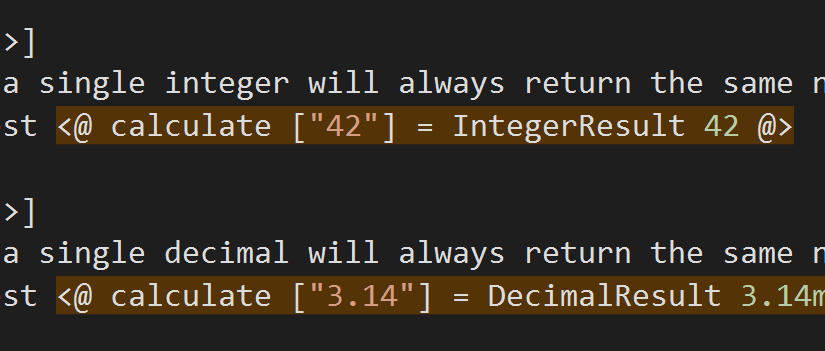 >]
a single integer will always return the same
st <@ calculate ["42"] = IntegerResult 42 @>
>]
a single decimal will always return the same
st <@ calculate ["3.14"] = DecimalResult 3.14m